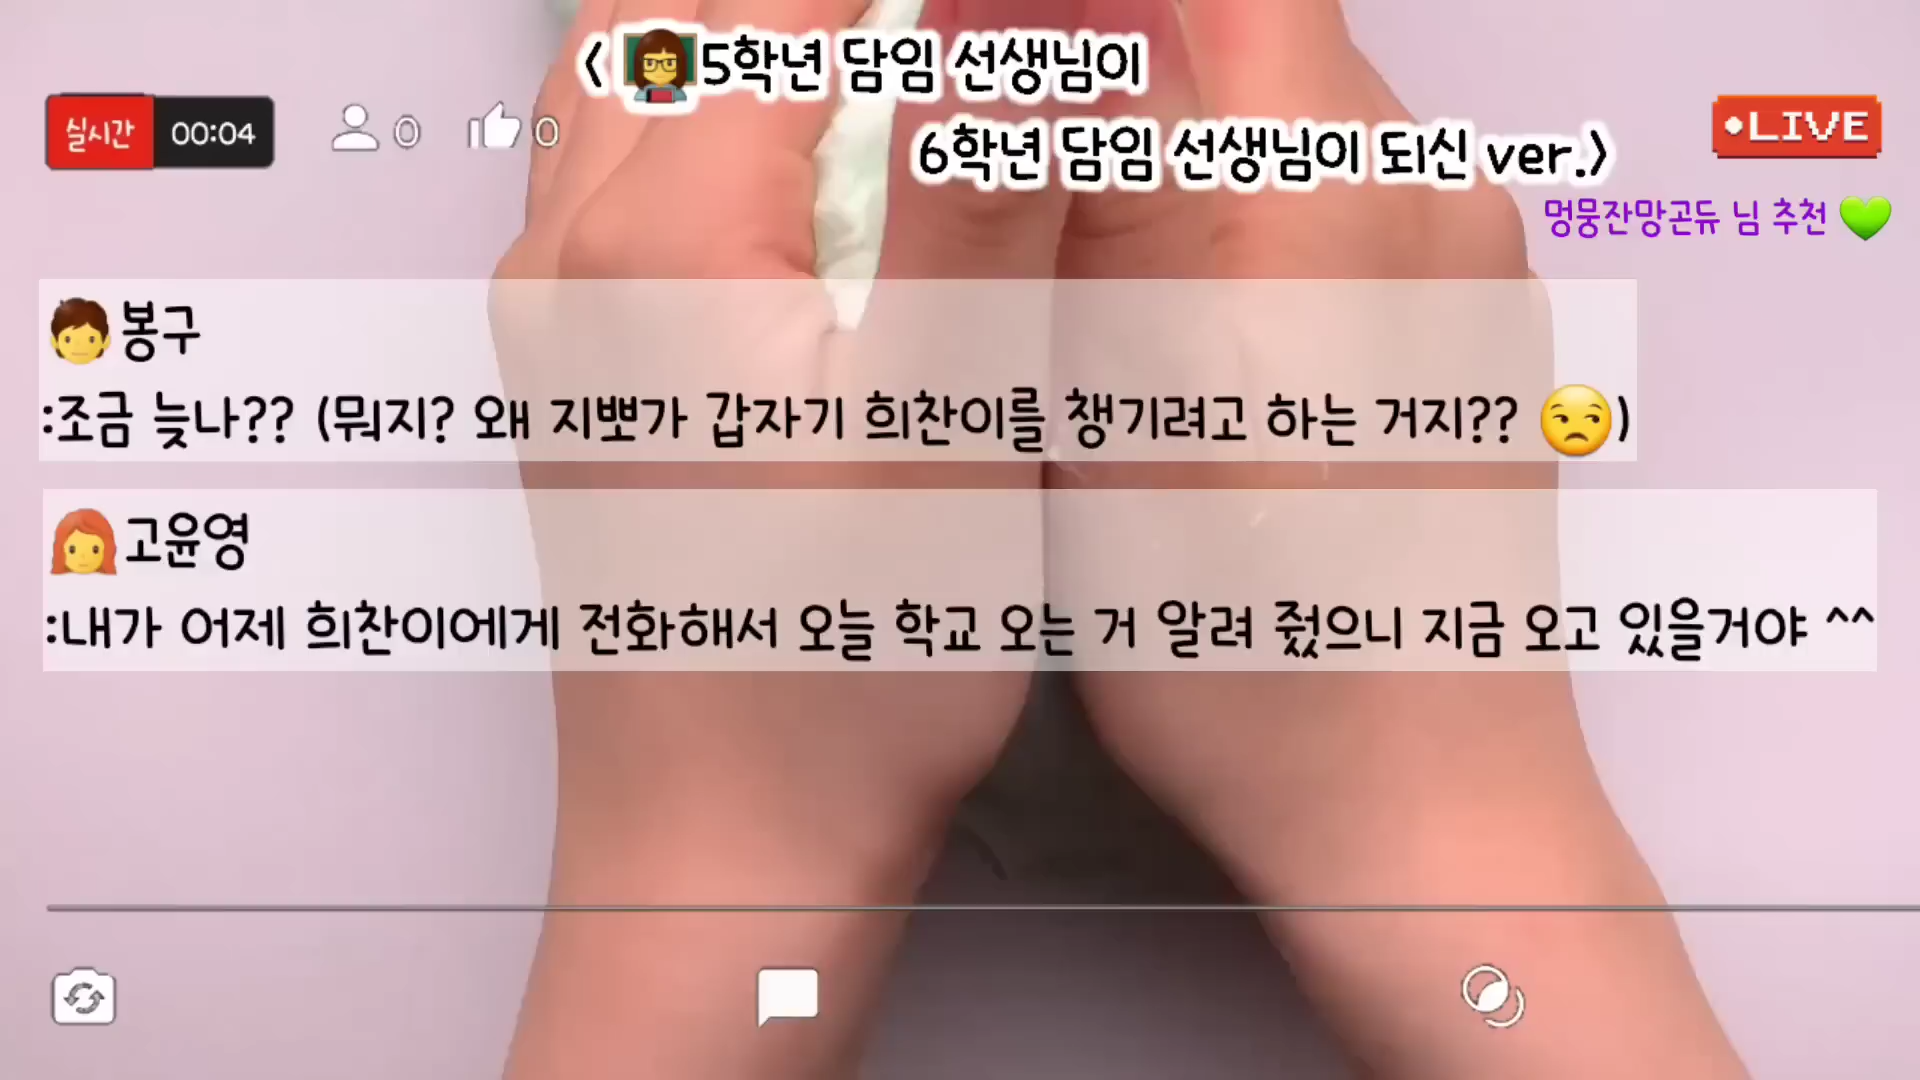 〈 5학년 담임 선생님이
6학년 담임 선생님이 되신 ver.〉
실시간 00:04 0 0
•LIVE
멍뭉잔망곤듀 님 추천
봉구
:조금 늦나?? (뭐지? 왜 지뽀가 갑자기 희찬이를 챙기려고 하는 거지??)
고윤영
:내가 어제 희찬이에게 전화해서 오늘 학교 오는 거 알려 줬으니 지금 오고 있을거야 ^^